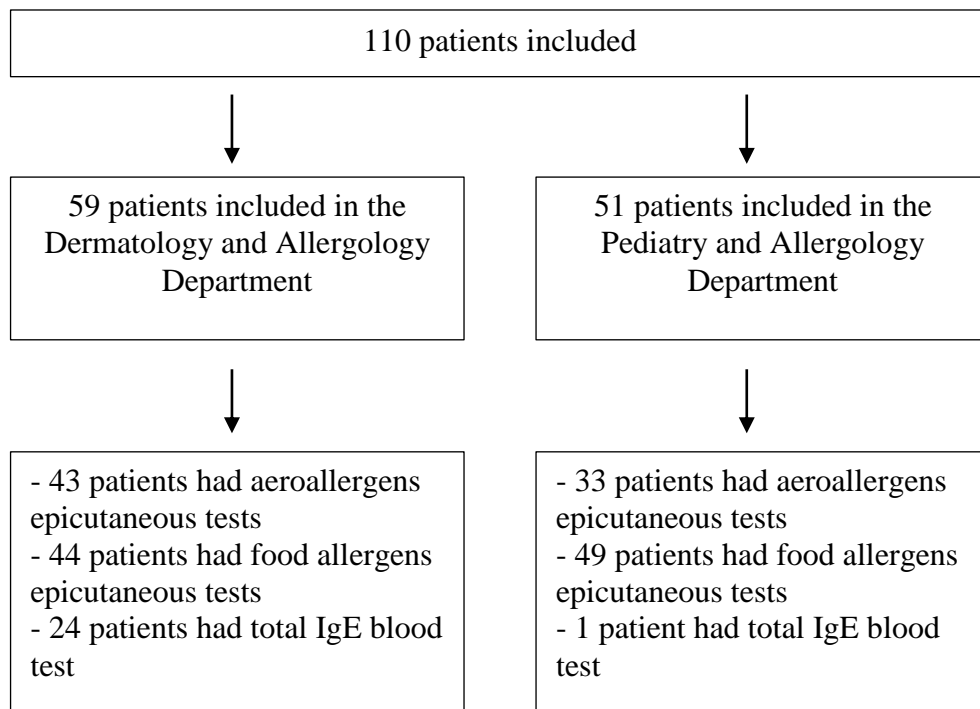 110 patients included
59 patients included in the
Dermatology and Allergology
Department
51 patients included in the
Pediatry and Allergology
Department
- 43 patients had aeroallergens
epicutaneous tests
- 44 patients had food allergens
epicutaneous tests
- 24 patients had total IgE blood
test
- 33 patients had aeroallergens
epicutaneous tests
- 49 patients had food allergens
epicutaneous tests
- 1 patient had total IgE blood
test